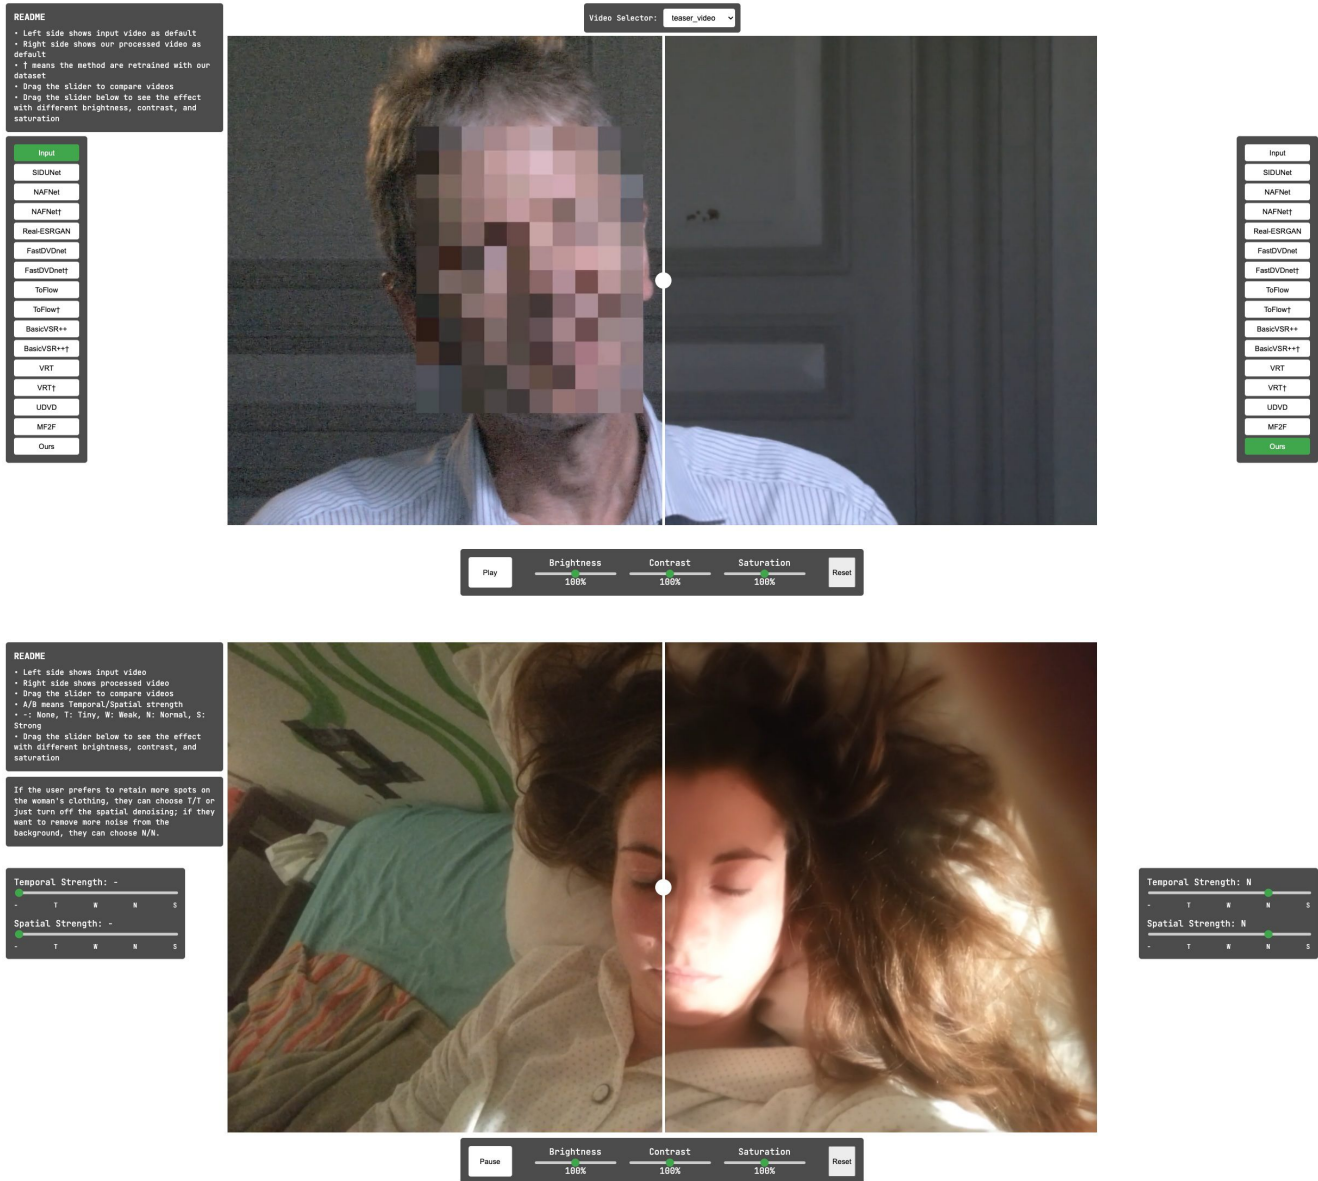 Video Selector: teaser_video
README
• Left side shows input video as default
• Right side shows our processed video as
default
• † means the method are retrained with our
dataset
• Drag the slider to compare videos
• Drag the slider below to see the effect
with different brightness, contrast, and
saturation
Input
SIDUNet
NAFNet
NAFNet†
Real-ESRGAN
FastDVDnet
FastDVDnet†
ToFlow
ToFlow†
BasicVSR++
BasicVSR++†
VRT
VRT†
UDVD
MF2F
Ours
Input
SIDUNet
NAFNet
NAFNet†
Real-ESRGAN
FastDVDnet
FastDVDnet†
ToFlow
ToFlow†
BasicVSR++
BasicVSR++†
VRT
VRT†
UDVD
MF2F
Ours
Play
Brightness
100%
Contrast
100%
Saturation
100%
Reset
README
• Left side shows input video
• Right side shows processed video
• Drag the slider to compare videos
• A/B means Temporal/Spatial strength
• -: None, T: Tiny, W: Weak, N: Normal, S:
Strong
• Drag the slider below to see the effect
with different brightness, contrast, and
saturation
If the user prefers to retain more spots on
the woman's clothing, they can choose T/T or
just turn off the spatial denoising; if they
want to remove more noise from the
background, they can choose N/N.
Temporal Strength: -
- T W N S
Spatial Strength: -
- T W N S
Temporal Strength: N
- T W N S
Spatial Strength: N
- T W N S
Pause
Brightness
100%
Contrast
100%
Saturation
100%
Reset